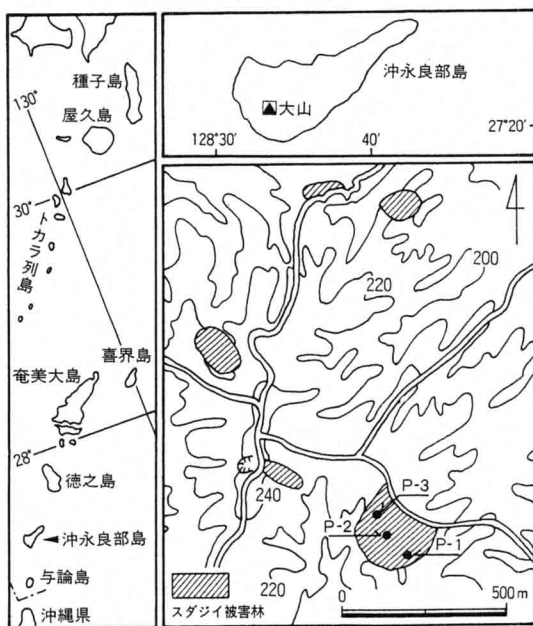 種子島
屋久島
130°
30°
トカラ列島
喜界島
奄美大島
28°
徳之島
沖永良部島
与論島
沖縄県
沖永良部島
大山
128°30'
40'
27°20'
200
220
240
P-3
P-2
P-1
220
スダジイ被害林
0
500m